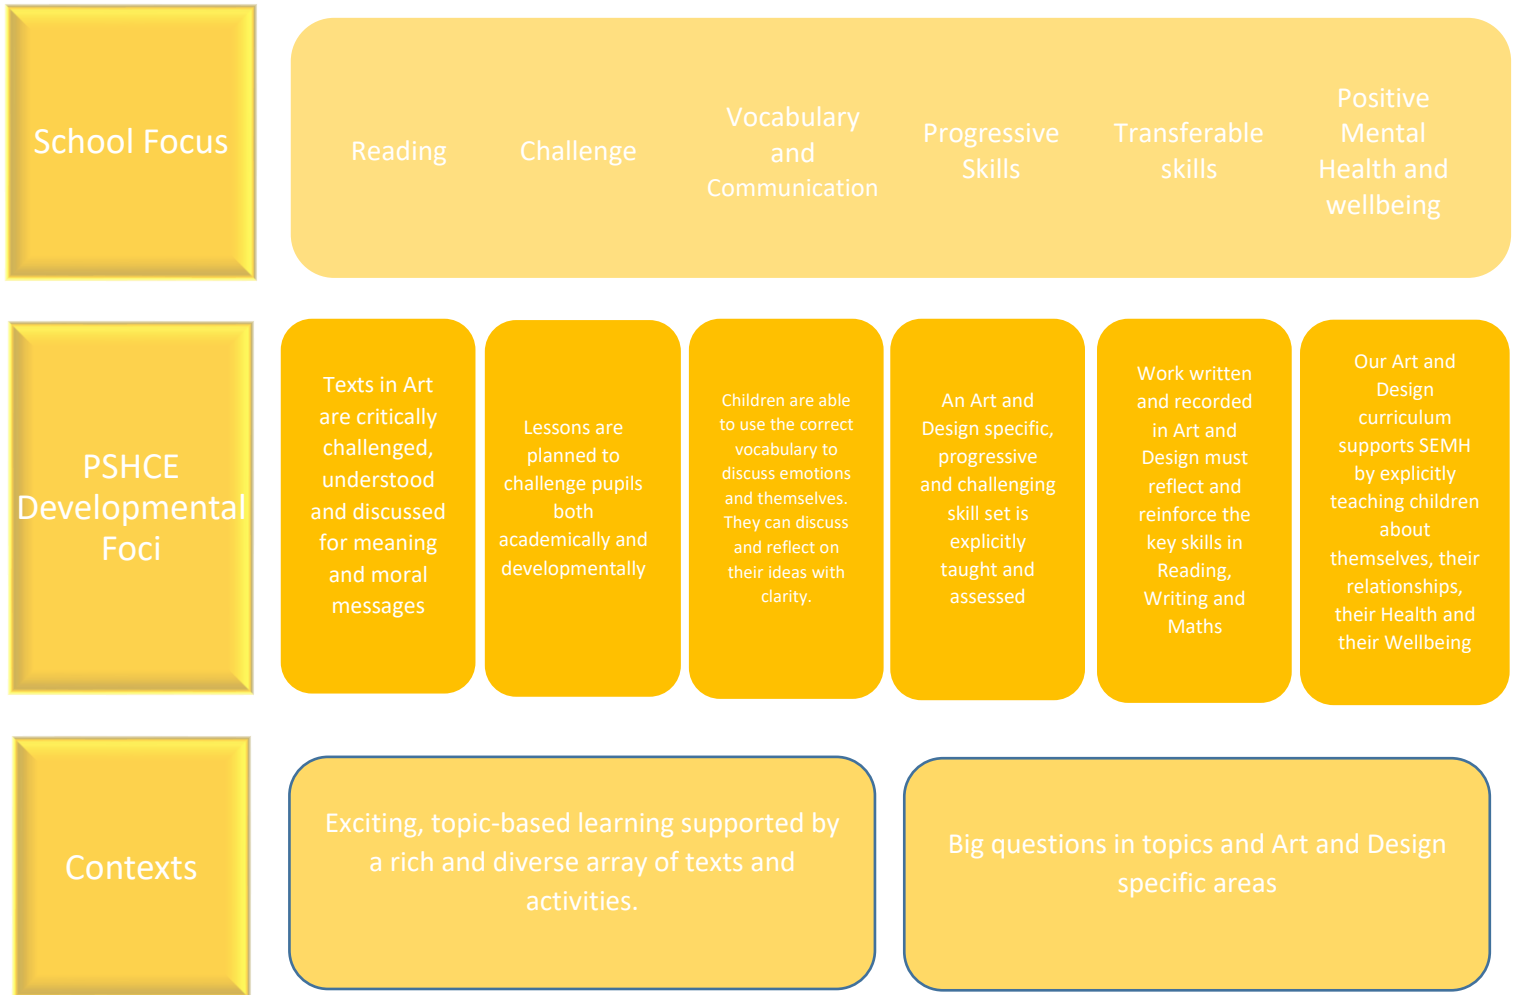 School Focus
Reading
Challenge
Vocabulary
and
Communication
Progressive
Skills
Transferable
skills
Positive
Mental
Health and
wellbeing
PSHCE
Developmental
Foci
Texts in Art
are critically
challenged,
understood
and discussed
for meaning
and moral
messages
Lessons are
planned to
challenge pupils
both
academically and
developmentally
Children are able
to use the correct
vocabulary to
discuss emotions
and themselves.
They can discuss
and reflect on
their ideas with
clarity.
An Art and
Design specific,
progressive
and challenging
skill set is
explicitly
taught and
assessed
Work written
and recorded
in Art and
Design must
reflect and
reinforce the
key skills in
Reading,
Writing and
Maths
Our Art and
Design
curriculum
supports SEMH
by explicitly
teaching children
about
themselves, their
relationships,
their Health and
their Wellbeing
Contexts
Exciting, topic-based learning supported by
a rich and diverse array of texts and
activities.
Big questions in topics and Art and Design
specific areas